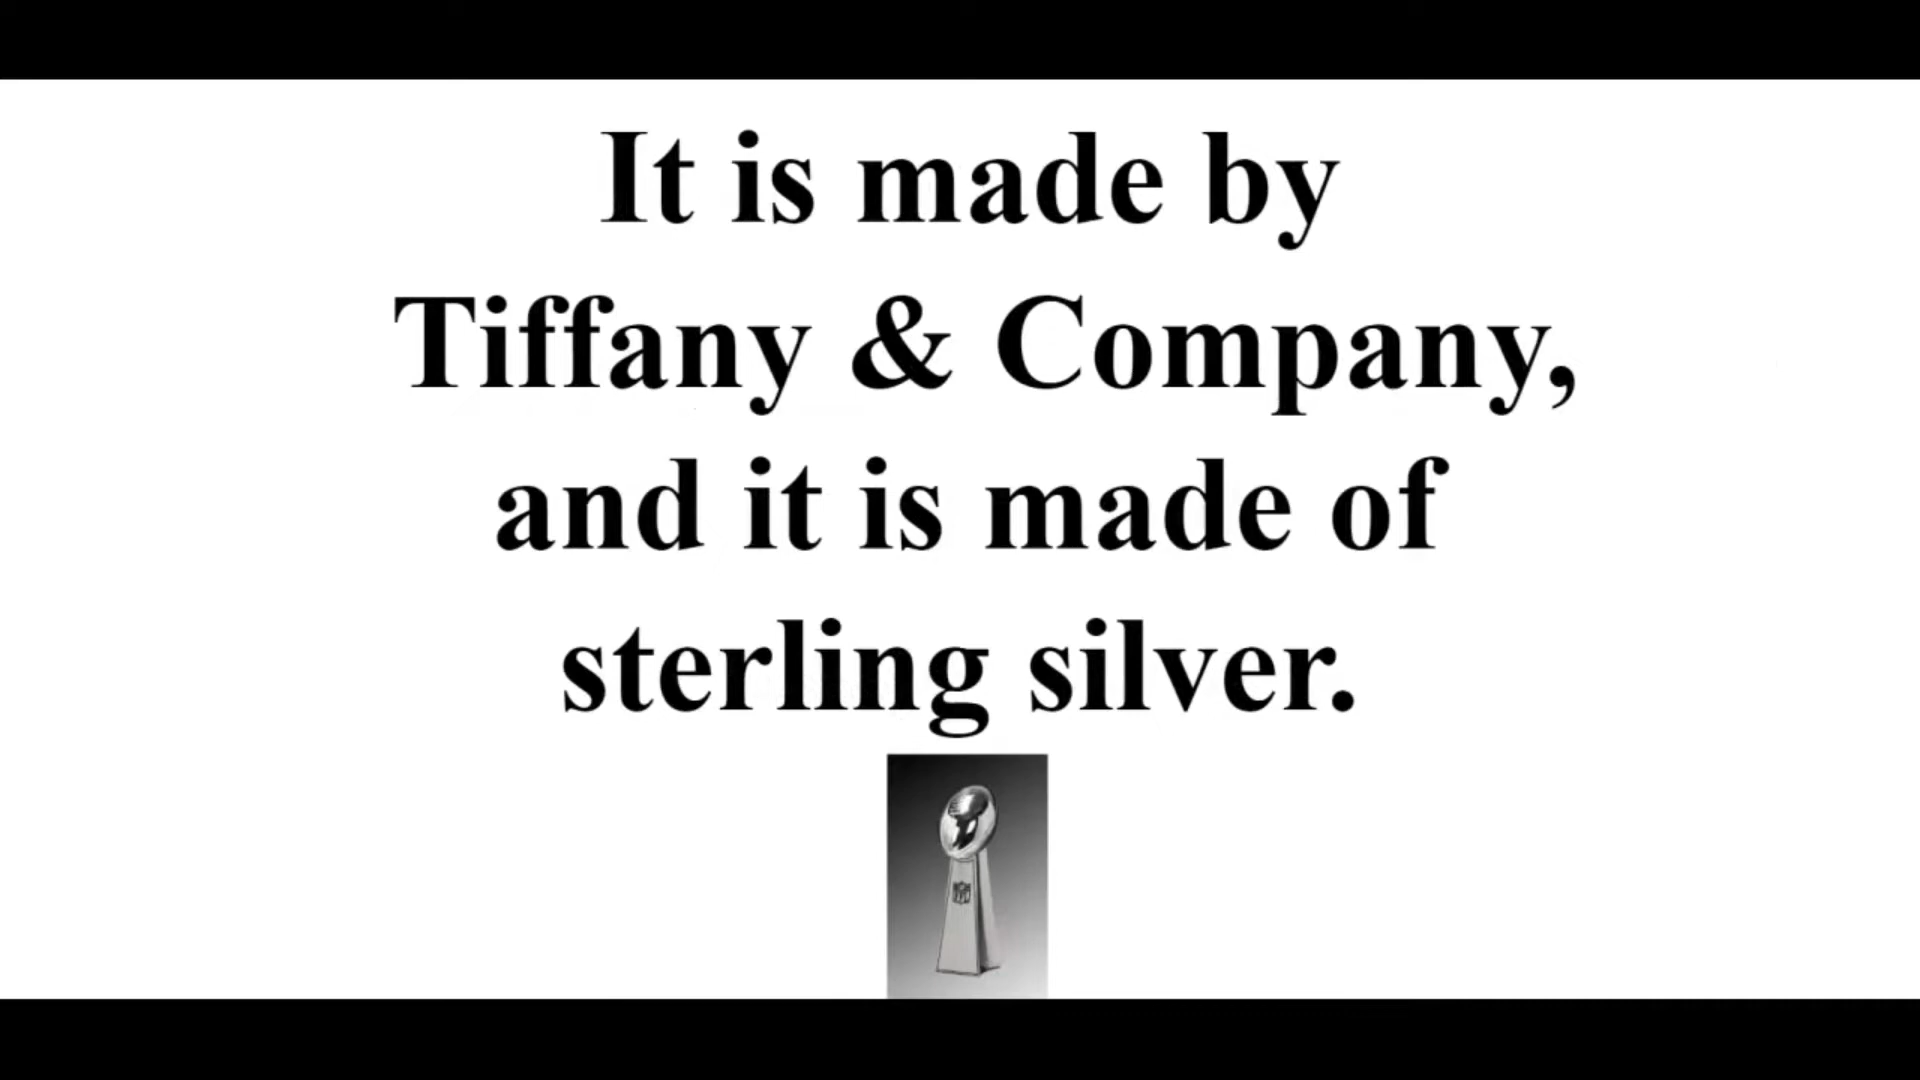 It is made by
Tiffany & Company,
and it is made of
sterling silver.